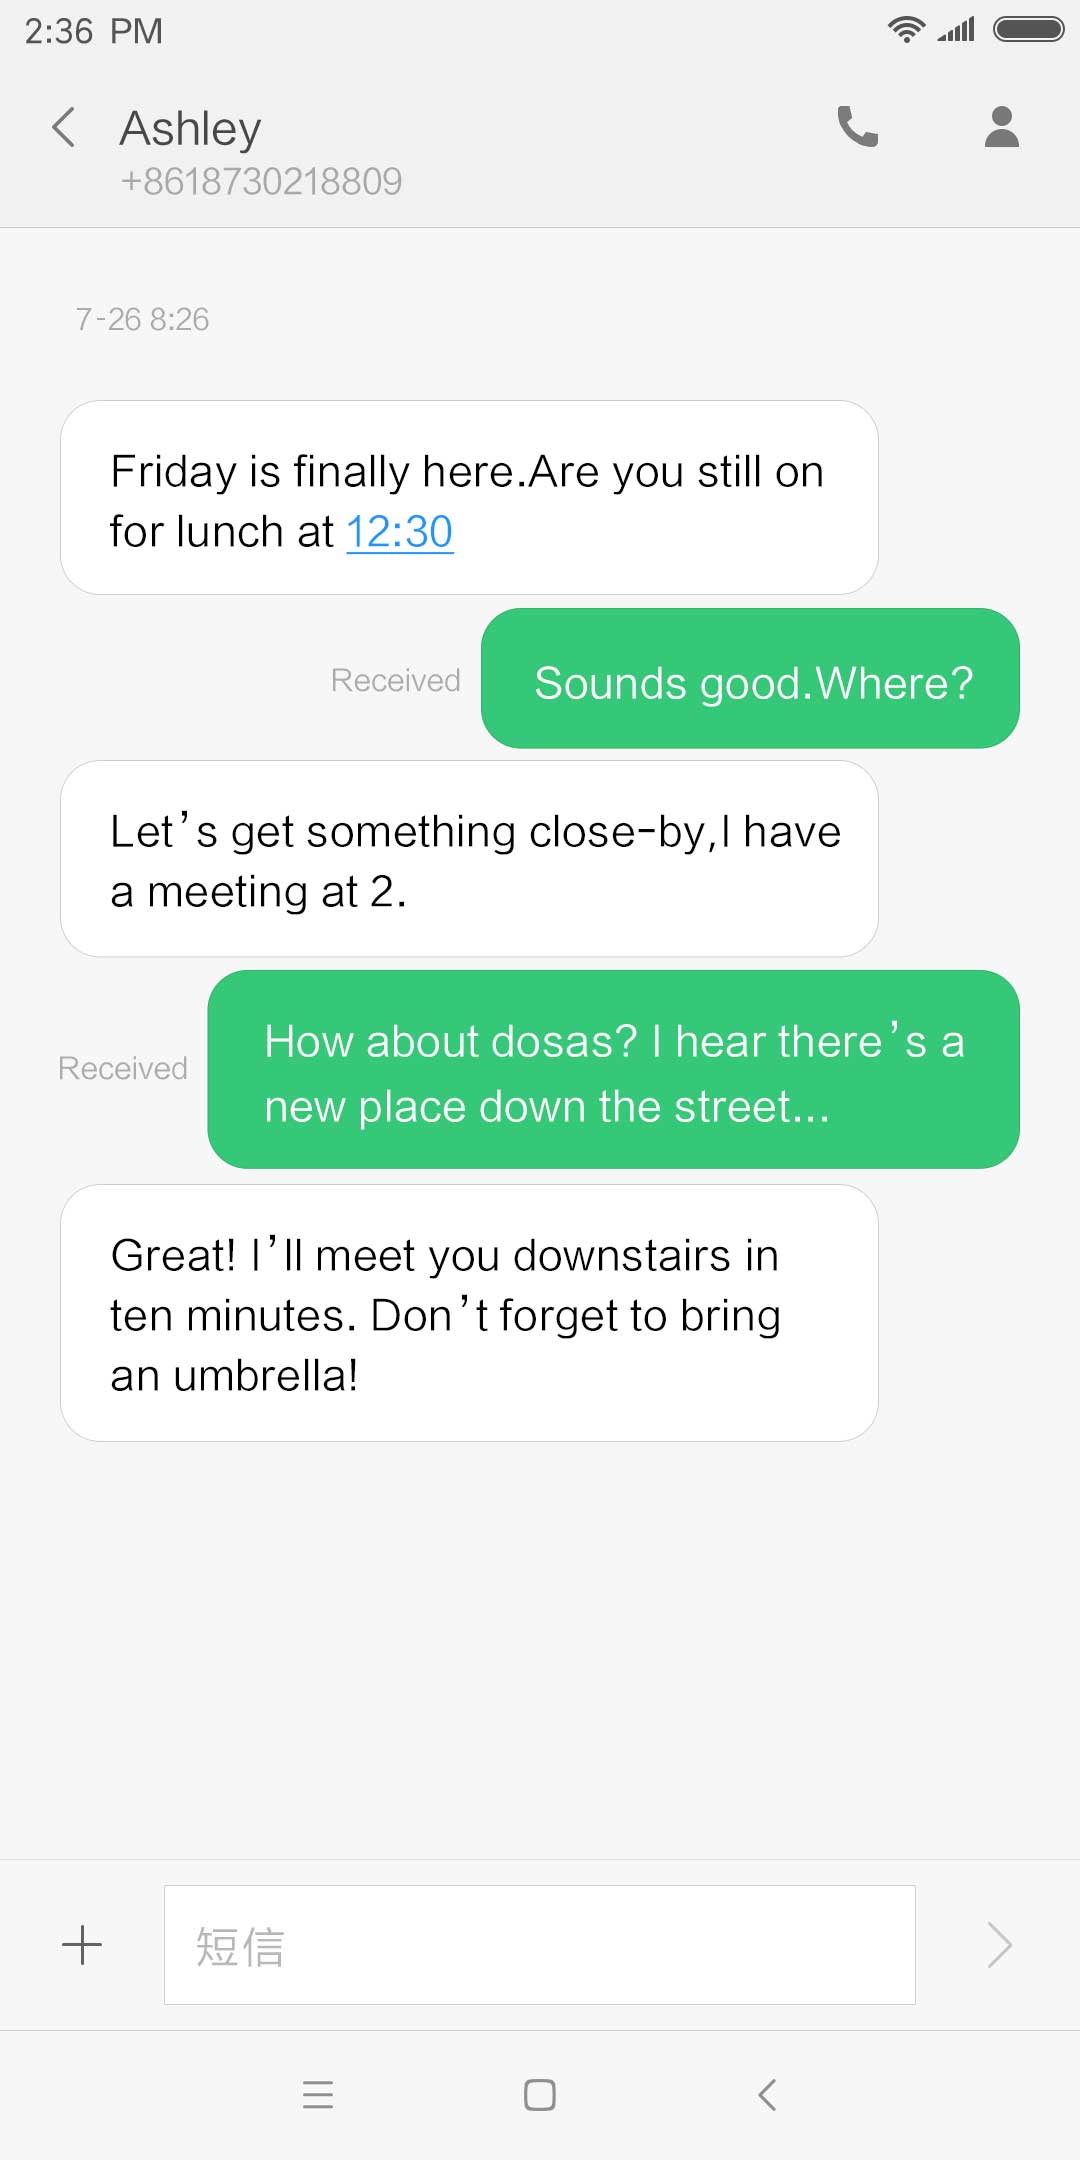 2:36 PM
Ashley
+8618730218809
7-26 8:26
Friday is finally here.Are you still on
for lunch at 12:30
Received
Sounds good.Where?
Let’s get something close-by,I have
a meeting at 2.
Received
How about dosas? I hear there’s a
new place down the street...
Great! I’ll meet you downstairs in
ten minutes. Don’t forget to bring
an umbrella!
短信